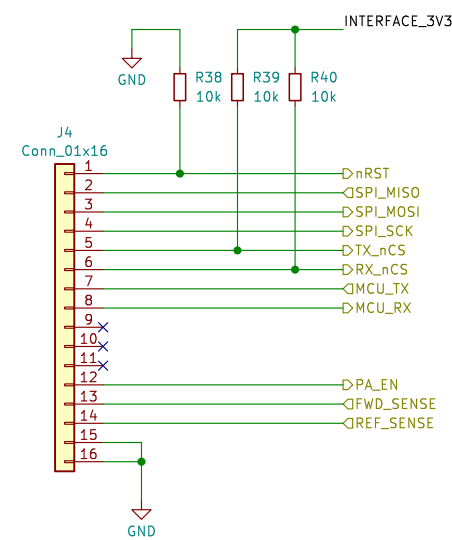 INTERFACE_3V3
GND
R38
10k
R39
10k
R40
10k
J4
Conn_01x16
1 nRST
2 SPI_MISO
3 SPI_MOSI
4 SPI_SCK
5 TX_nCS
6 RX_nCS
7 MCU_TX
8 MCU_RX
9
10
11
12 PA_EN
13 FWD_SENSE
14 REF_SENSE
15
16
GND